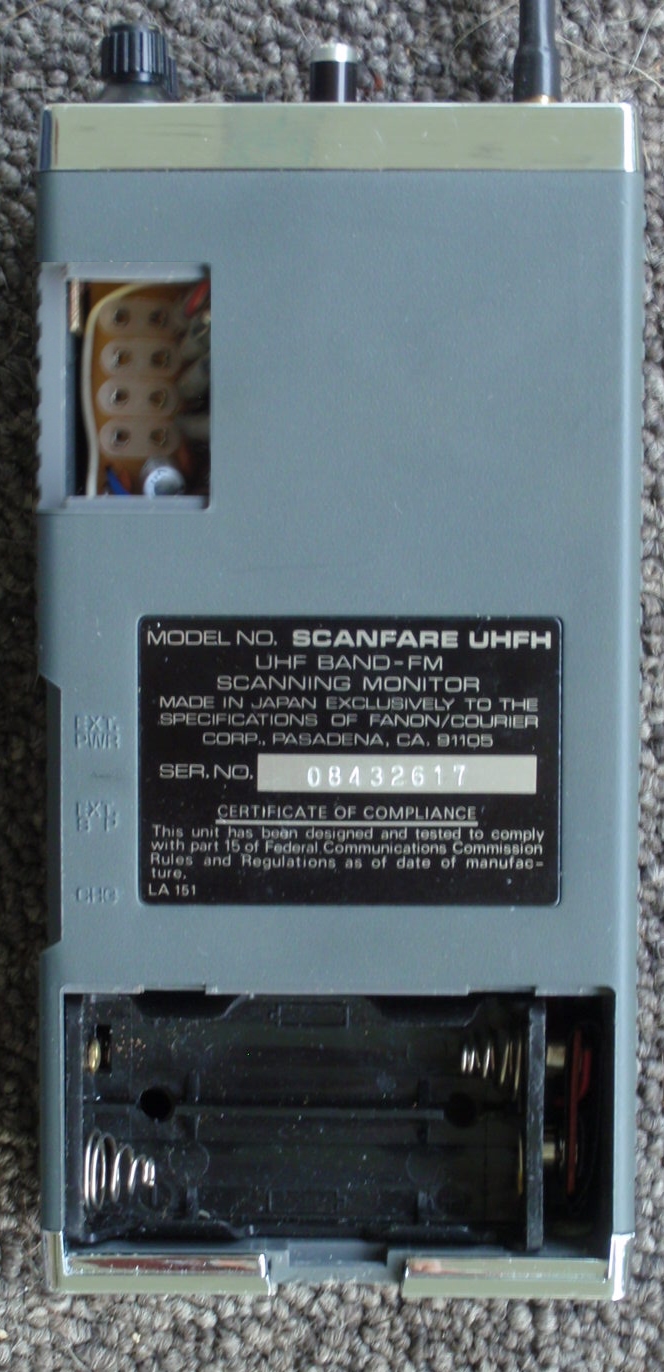 MODEL NO. SCANFARE UHFH
UHF BAND-FM
SCANNING MONITOR
MADE IN JAPAN EXCLUSIVELY TO THE
SPECIFICATIONS OF FANON/COURIER
CORP., PASADENA, CA. 91105
SER. NO. 08432617
CERTIFICATE OF COMPLIANCE
This unit has been designed and tested to comply
with part 15 of Federal Communications Commission
Rules and Regulations as of date of manufac-
ture.
LA 151
EXT.
PWR
EXT.
CHG